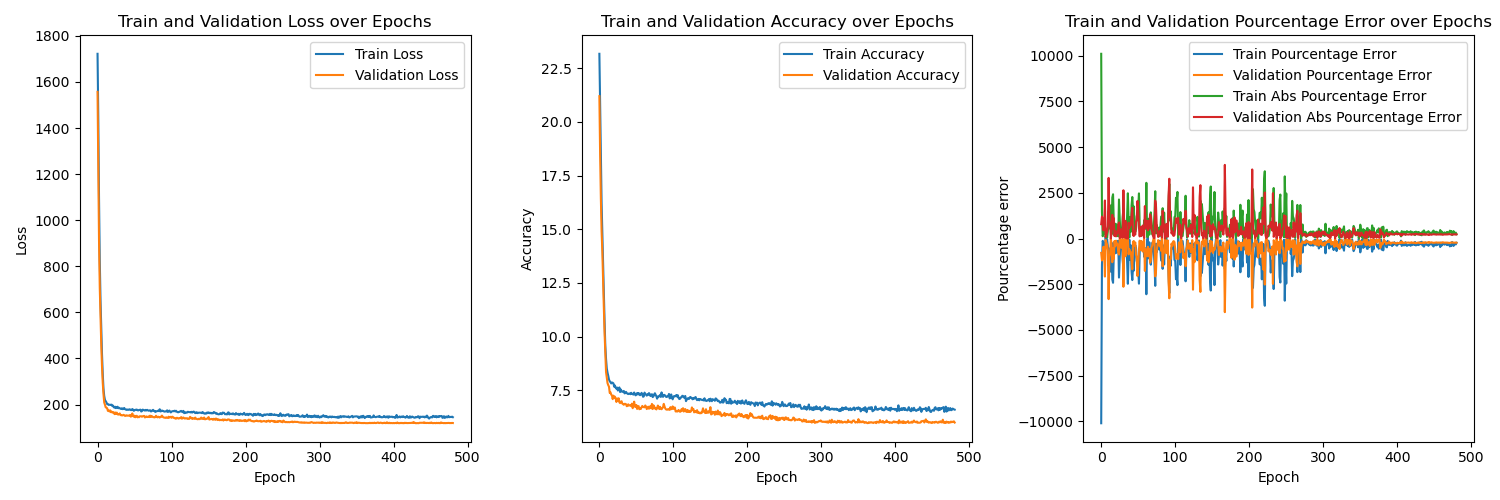 Train and Validation Loss over Epochs
Train Loss
Validation Loss
1800
1600
1400
1200
1000
800
600
400
200
Loss
0
100
200
300
400
500
Epoch
Train and Validation Accuracy over Epochs
Train Accuracy
Validation Accuracy
22.5
20.0
17.5
15.0
12.5
10.0
7.5
Accuracy
0
100
200
300
400
500
Epoch
Train and Validation Pourcentage Error over Epochs
Train Pourcentage Error
Validation Pourcentage Error
Train Abs Pourcentage Error
Validation Abs Pourcentage Error
10000
7500
5000
2500
0
−2500
−5000
−7500
−10000
Pourcentage error
0
100
200
300
400
500
Epoch